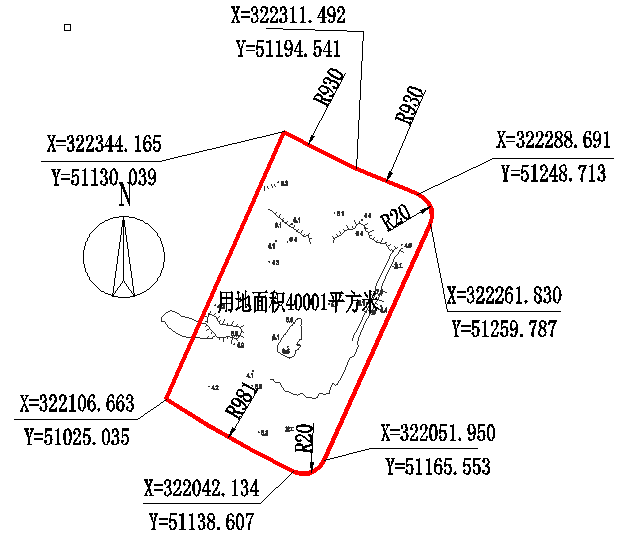 X=322311.492
Y=51194.541
R930
R930
X=322344.165
Y=51130.039
X=322288.691
Y=51248.713
N
R20
X=322261.830
Y=51259.787
用地面积40001平方米
X=322106.663
Y=51025.035
R981
R20
X=322051.950
Y=51165.553
X=322042.134
Y=51138.607